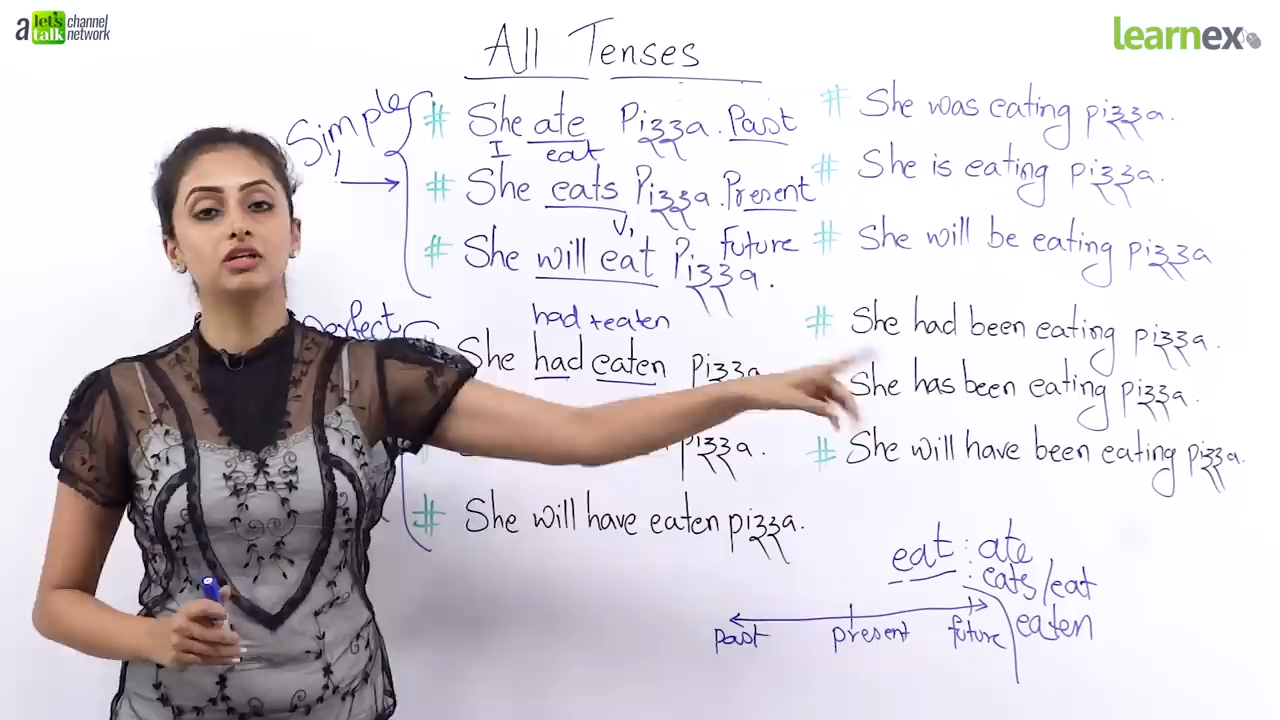 a let's talk channel network
learnex
All Tenses
Simple
# She ate Pizza. Past
I eat
# She eats Pizza. Present
V1
# She will eat Pizza. future
Perfect
had + eaten
She had eaten pizza
pizza.
# She will have eaten pizza.
# She was eating pizza.
# She is eating pizza.
# She will be eating pizza
# She had been eating pizza.
She has been eating pizza.
# She will have been eating pizza.
eat : ate
: eats/eat
eaten
past present future